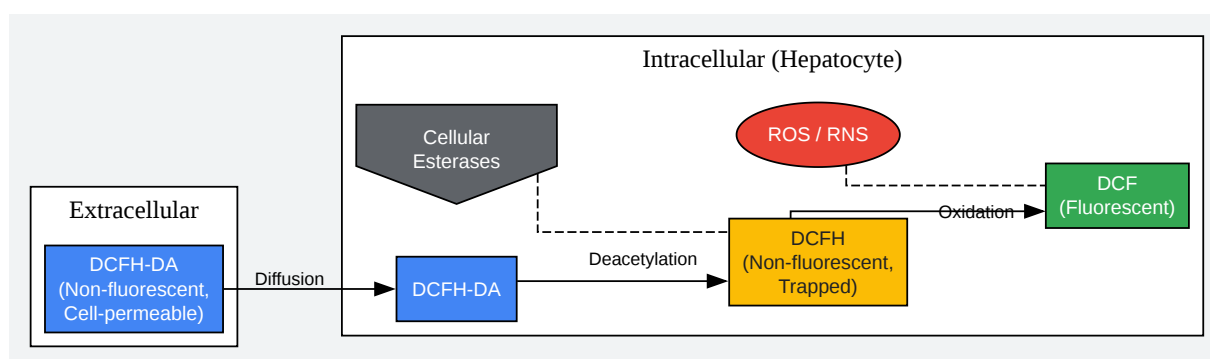 Intracellular (Hepatocyte)
Cellular
Esterases
ROS / RNS
DCF
(Fluorescent)
Extracellular
DCFH-DA
(Non-fluorescent,
Cell-permeable)
Diffusion
DCFH-DA
Deacetylation
DCFH
(Non-fluorescent,
Trapped)
Oxidation